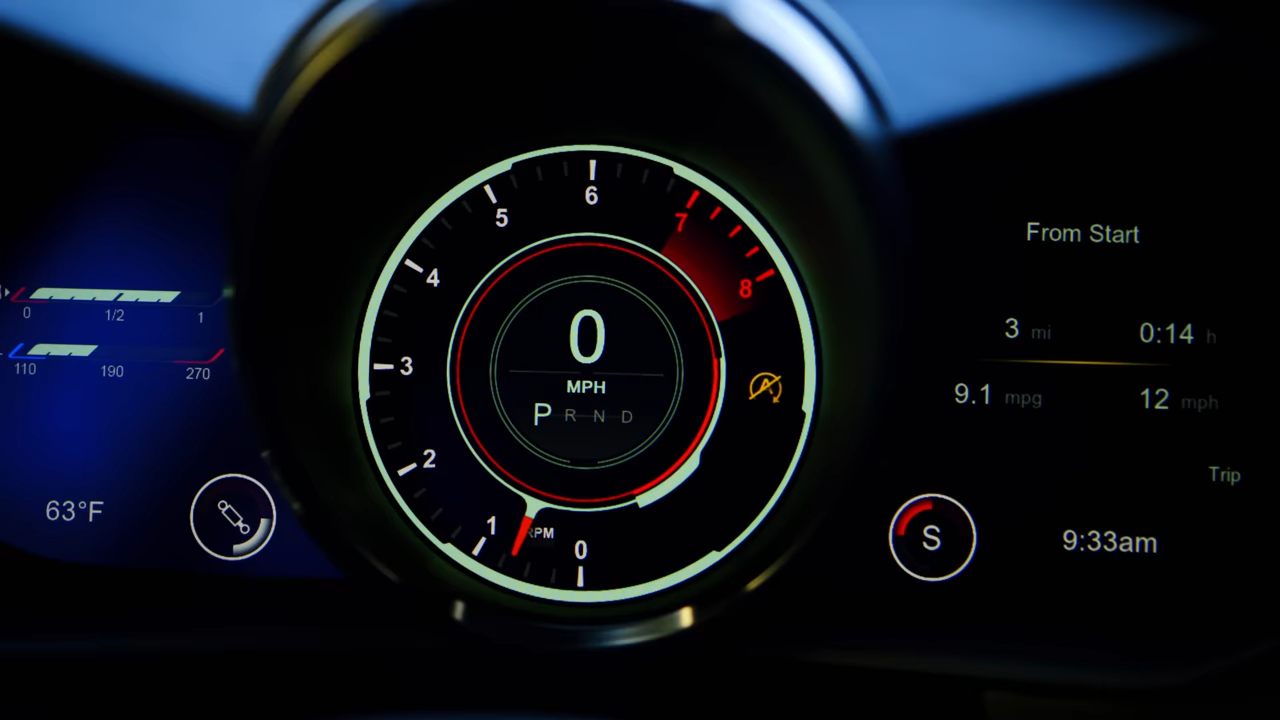 0 1/2 1
110 190 270
63°F
6
5
7
4
8
3
2
1
RPM
0
0
MPH
P R N D
A
From Start
3 mi 0:14 h
9.1 mpg 12 mph
Trip
S
9:33am